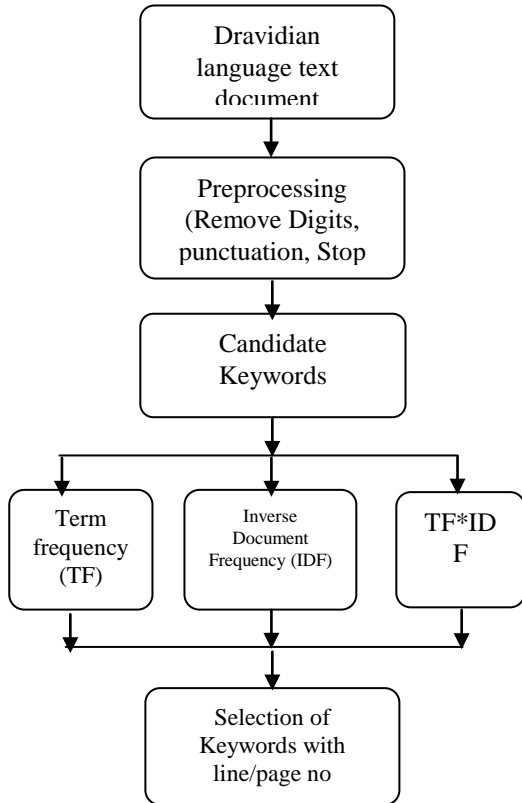 Dravidian
language text
document
Preprocessing
(Remove Digits,
punctuation, Stop
Candidate
Keywords
Term
frequency
(TF)
Inverse
Document
Frequency (IDF)
TF*ID
F
Selection of
Keywords with
line/page no